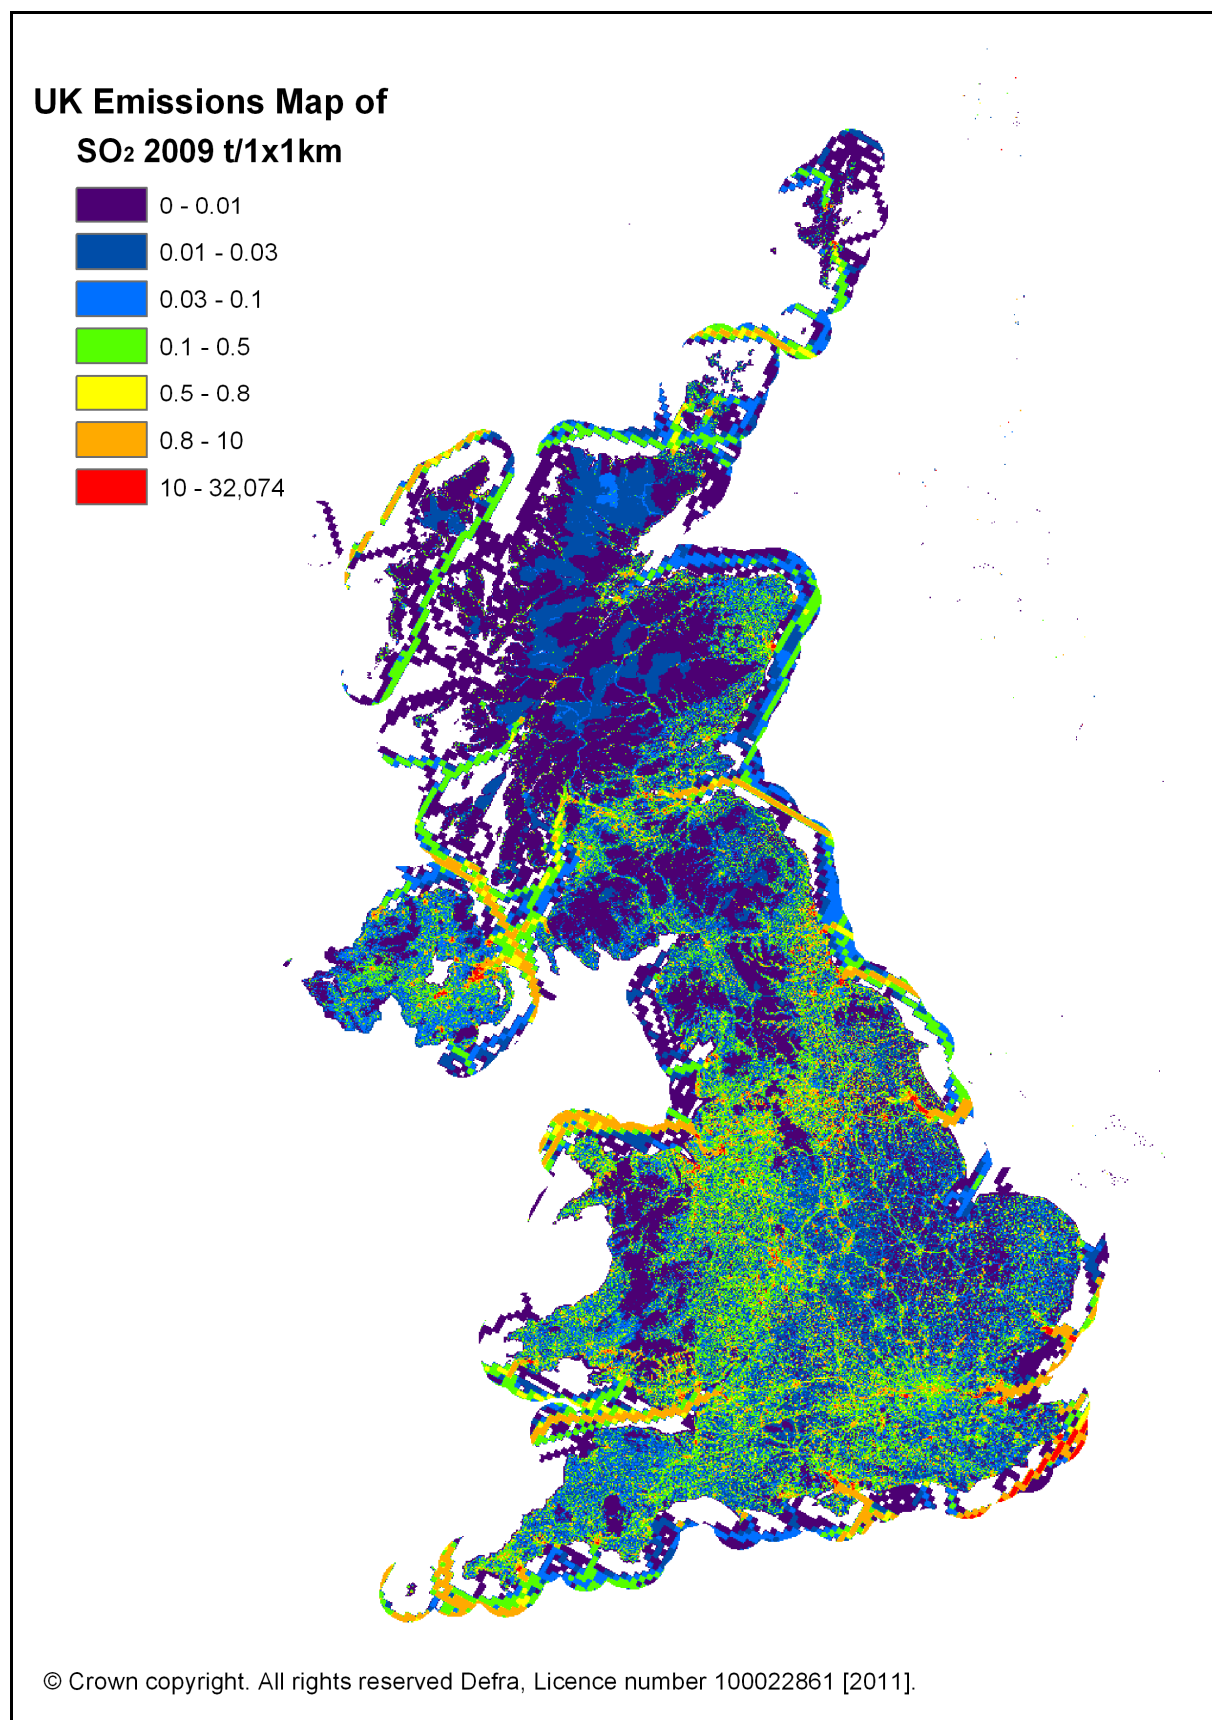 UK Emissions Map of
SO₂ 2009 t/1x1km
0 - 0.01
0.01 - 0.03
0.03 - 0.1
0.1 - 0.5
0.5 - 0.8
0.8 - 10
10 - 32,074
© Crown copyright. All rights reserved Defra, Licence number 100022861 [2011].